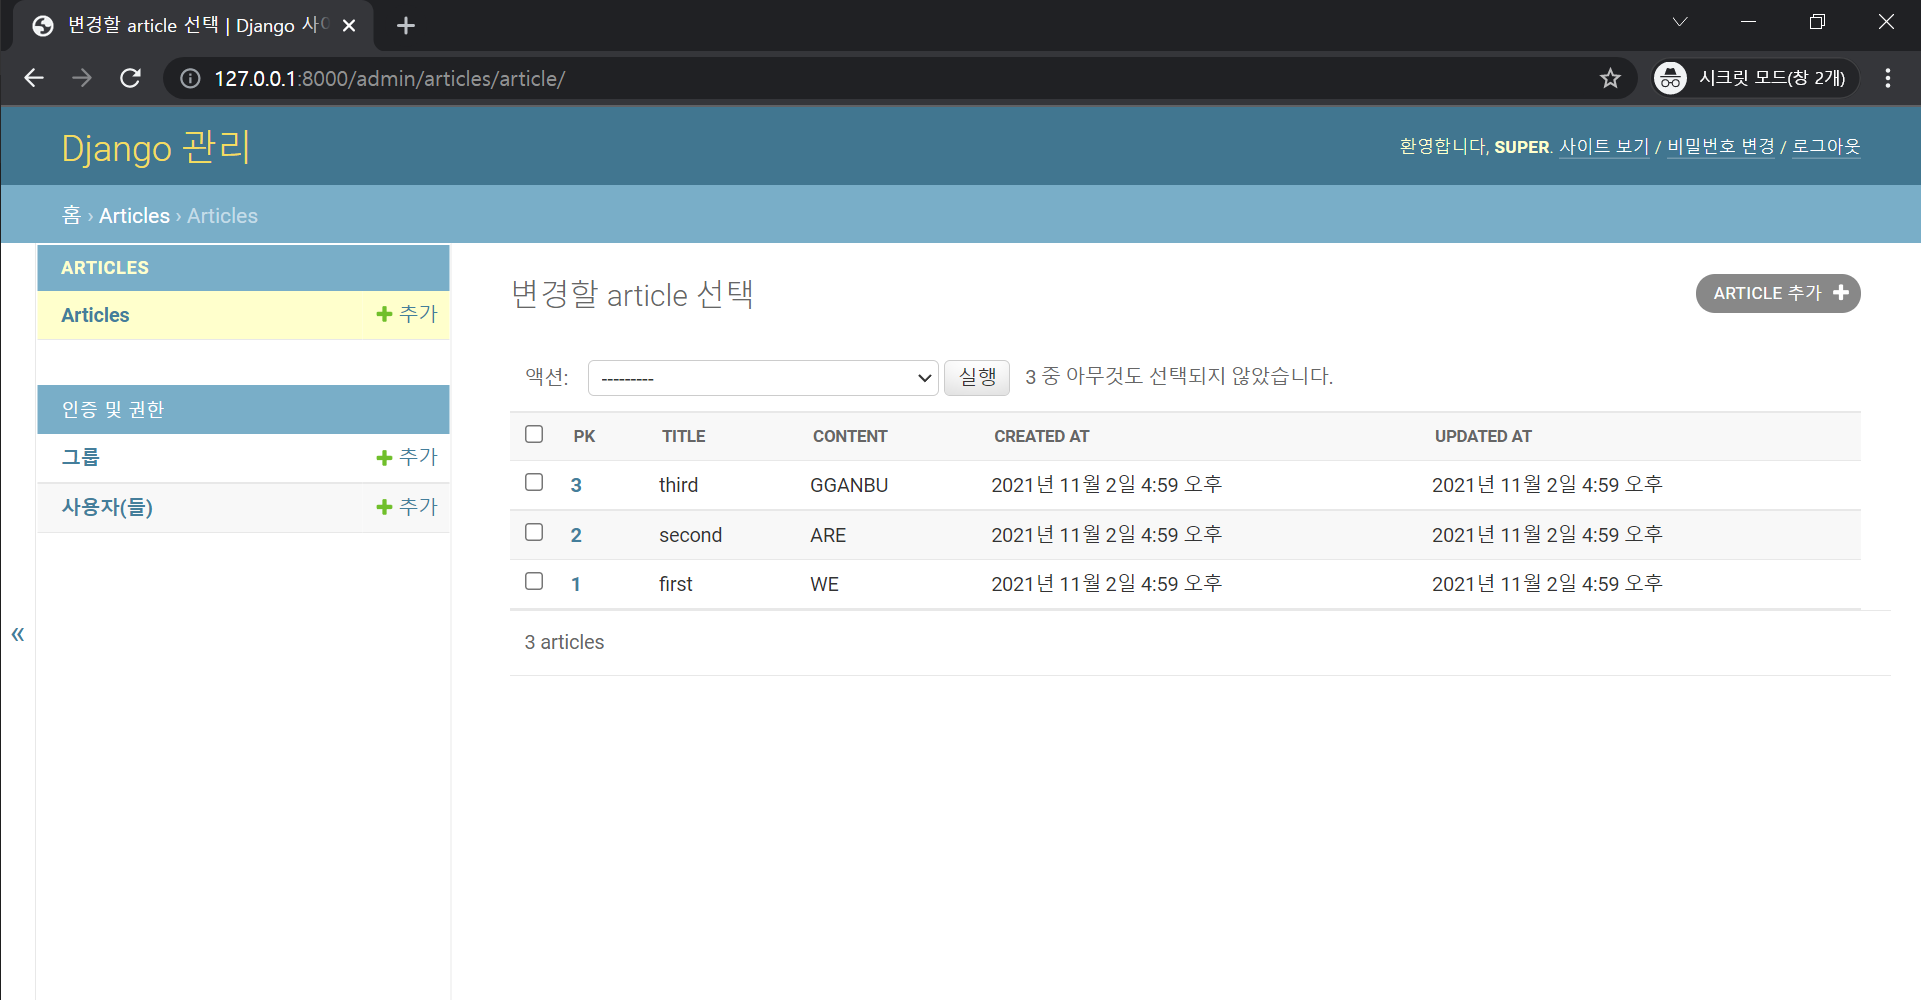 변경할 article 선택 | Django 사이
127.0.0.1:8000/admin/articles/article/
시크릿 모드(창 2개)
Django 관리
환영합니다, SUPER. 사이트 보기 / 비밀번호 변경 / 로그아웃
홈 › Articles › Articles
ARTICLES
Articles
추가
인증 및 권한
그룹
추가
사용자(들)
추가
«
변경할 article 선택
ARTICLE 추가
액션: --------- 실행 3 중 아무것도 선택되지 않았습니다.
PK TITLE CONTENT CREATED AT UPDATED AT
3 third GGANBU 2021년 11월 2일 4:59 오후 2021년 11월 2일 4:59 오후
2 second ARE 2021년 11월 2일 4:59 오후 2021년 11월 2일 4:59 오후
1 first WE 2021년 11월 2일 4:59 오후 2021년 11월 2일 4:59 오후
3 articles